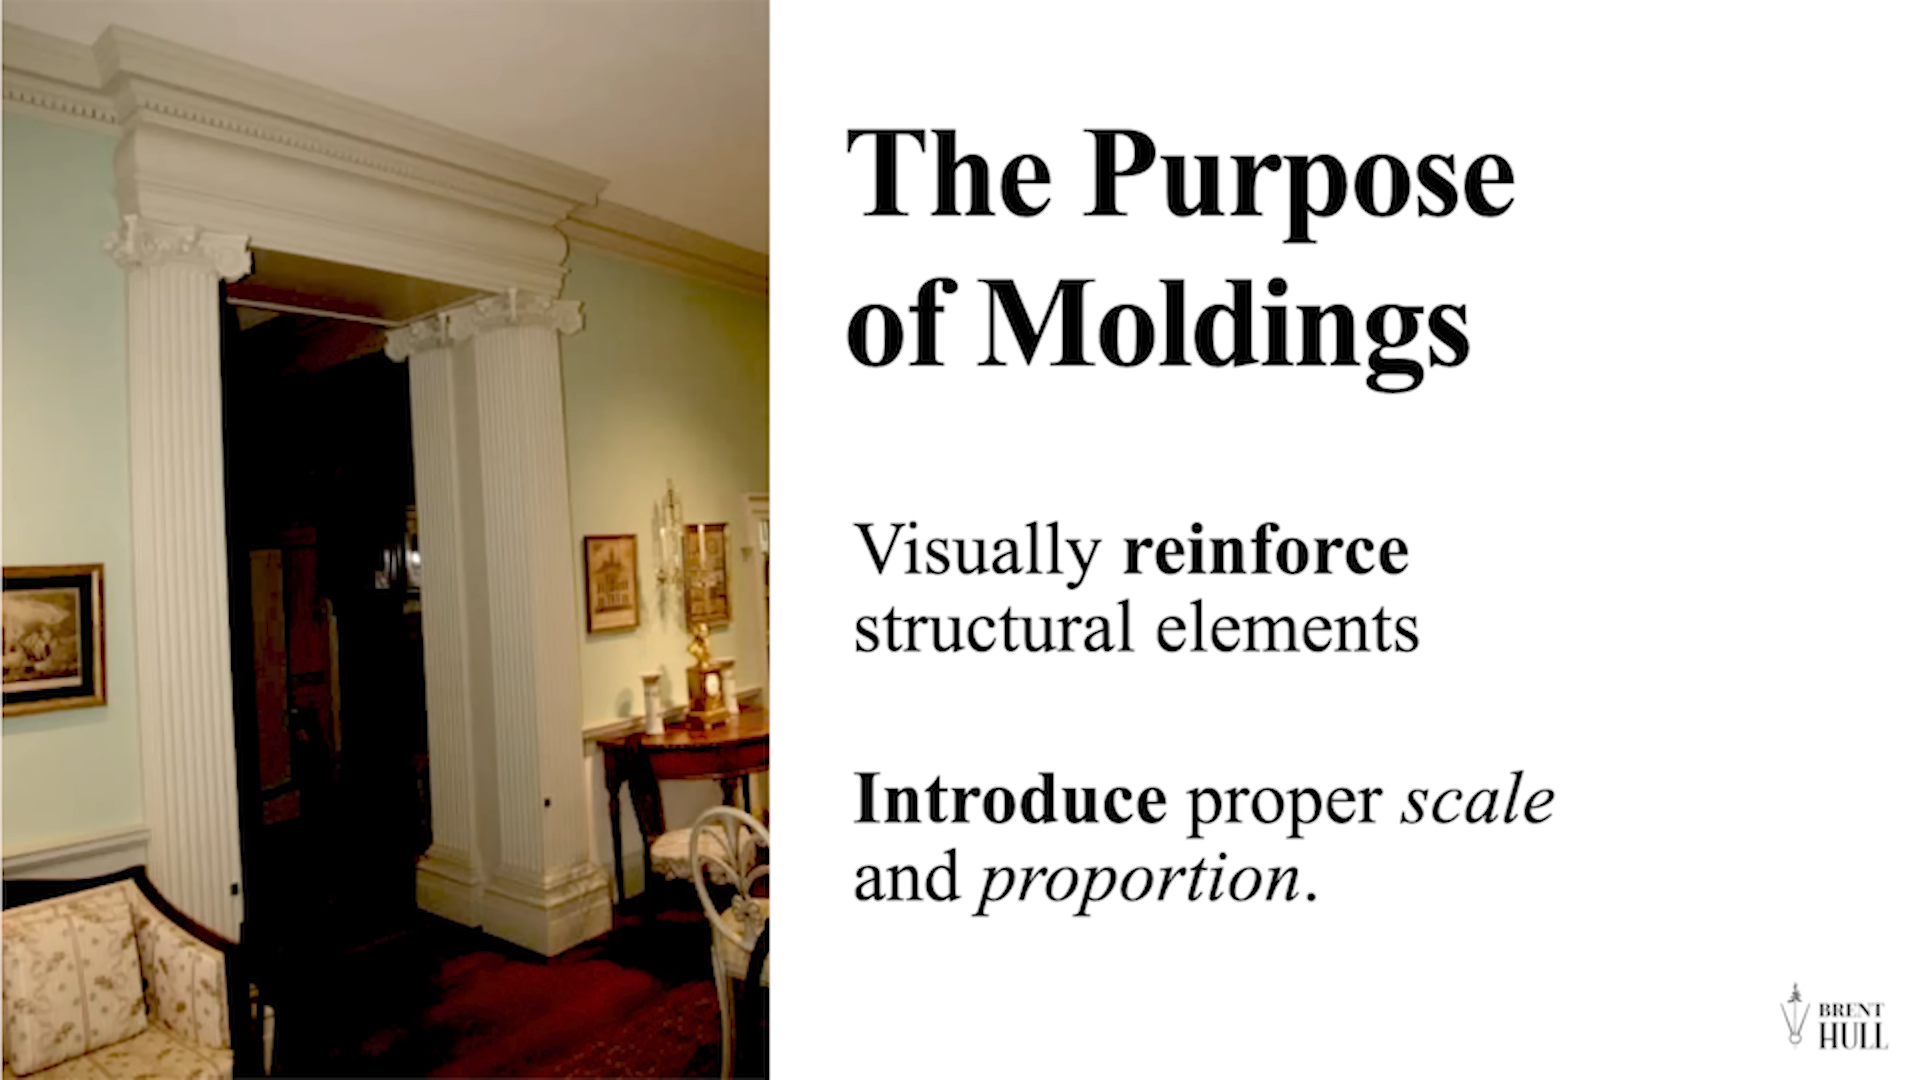 The Purpose
of Moldings
Visually reinforce
structural elements
Introduce proper scale
and proportion.
BRENT
HULL